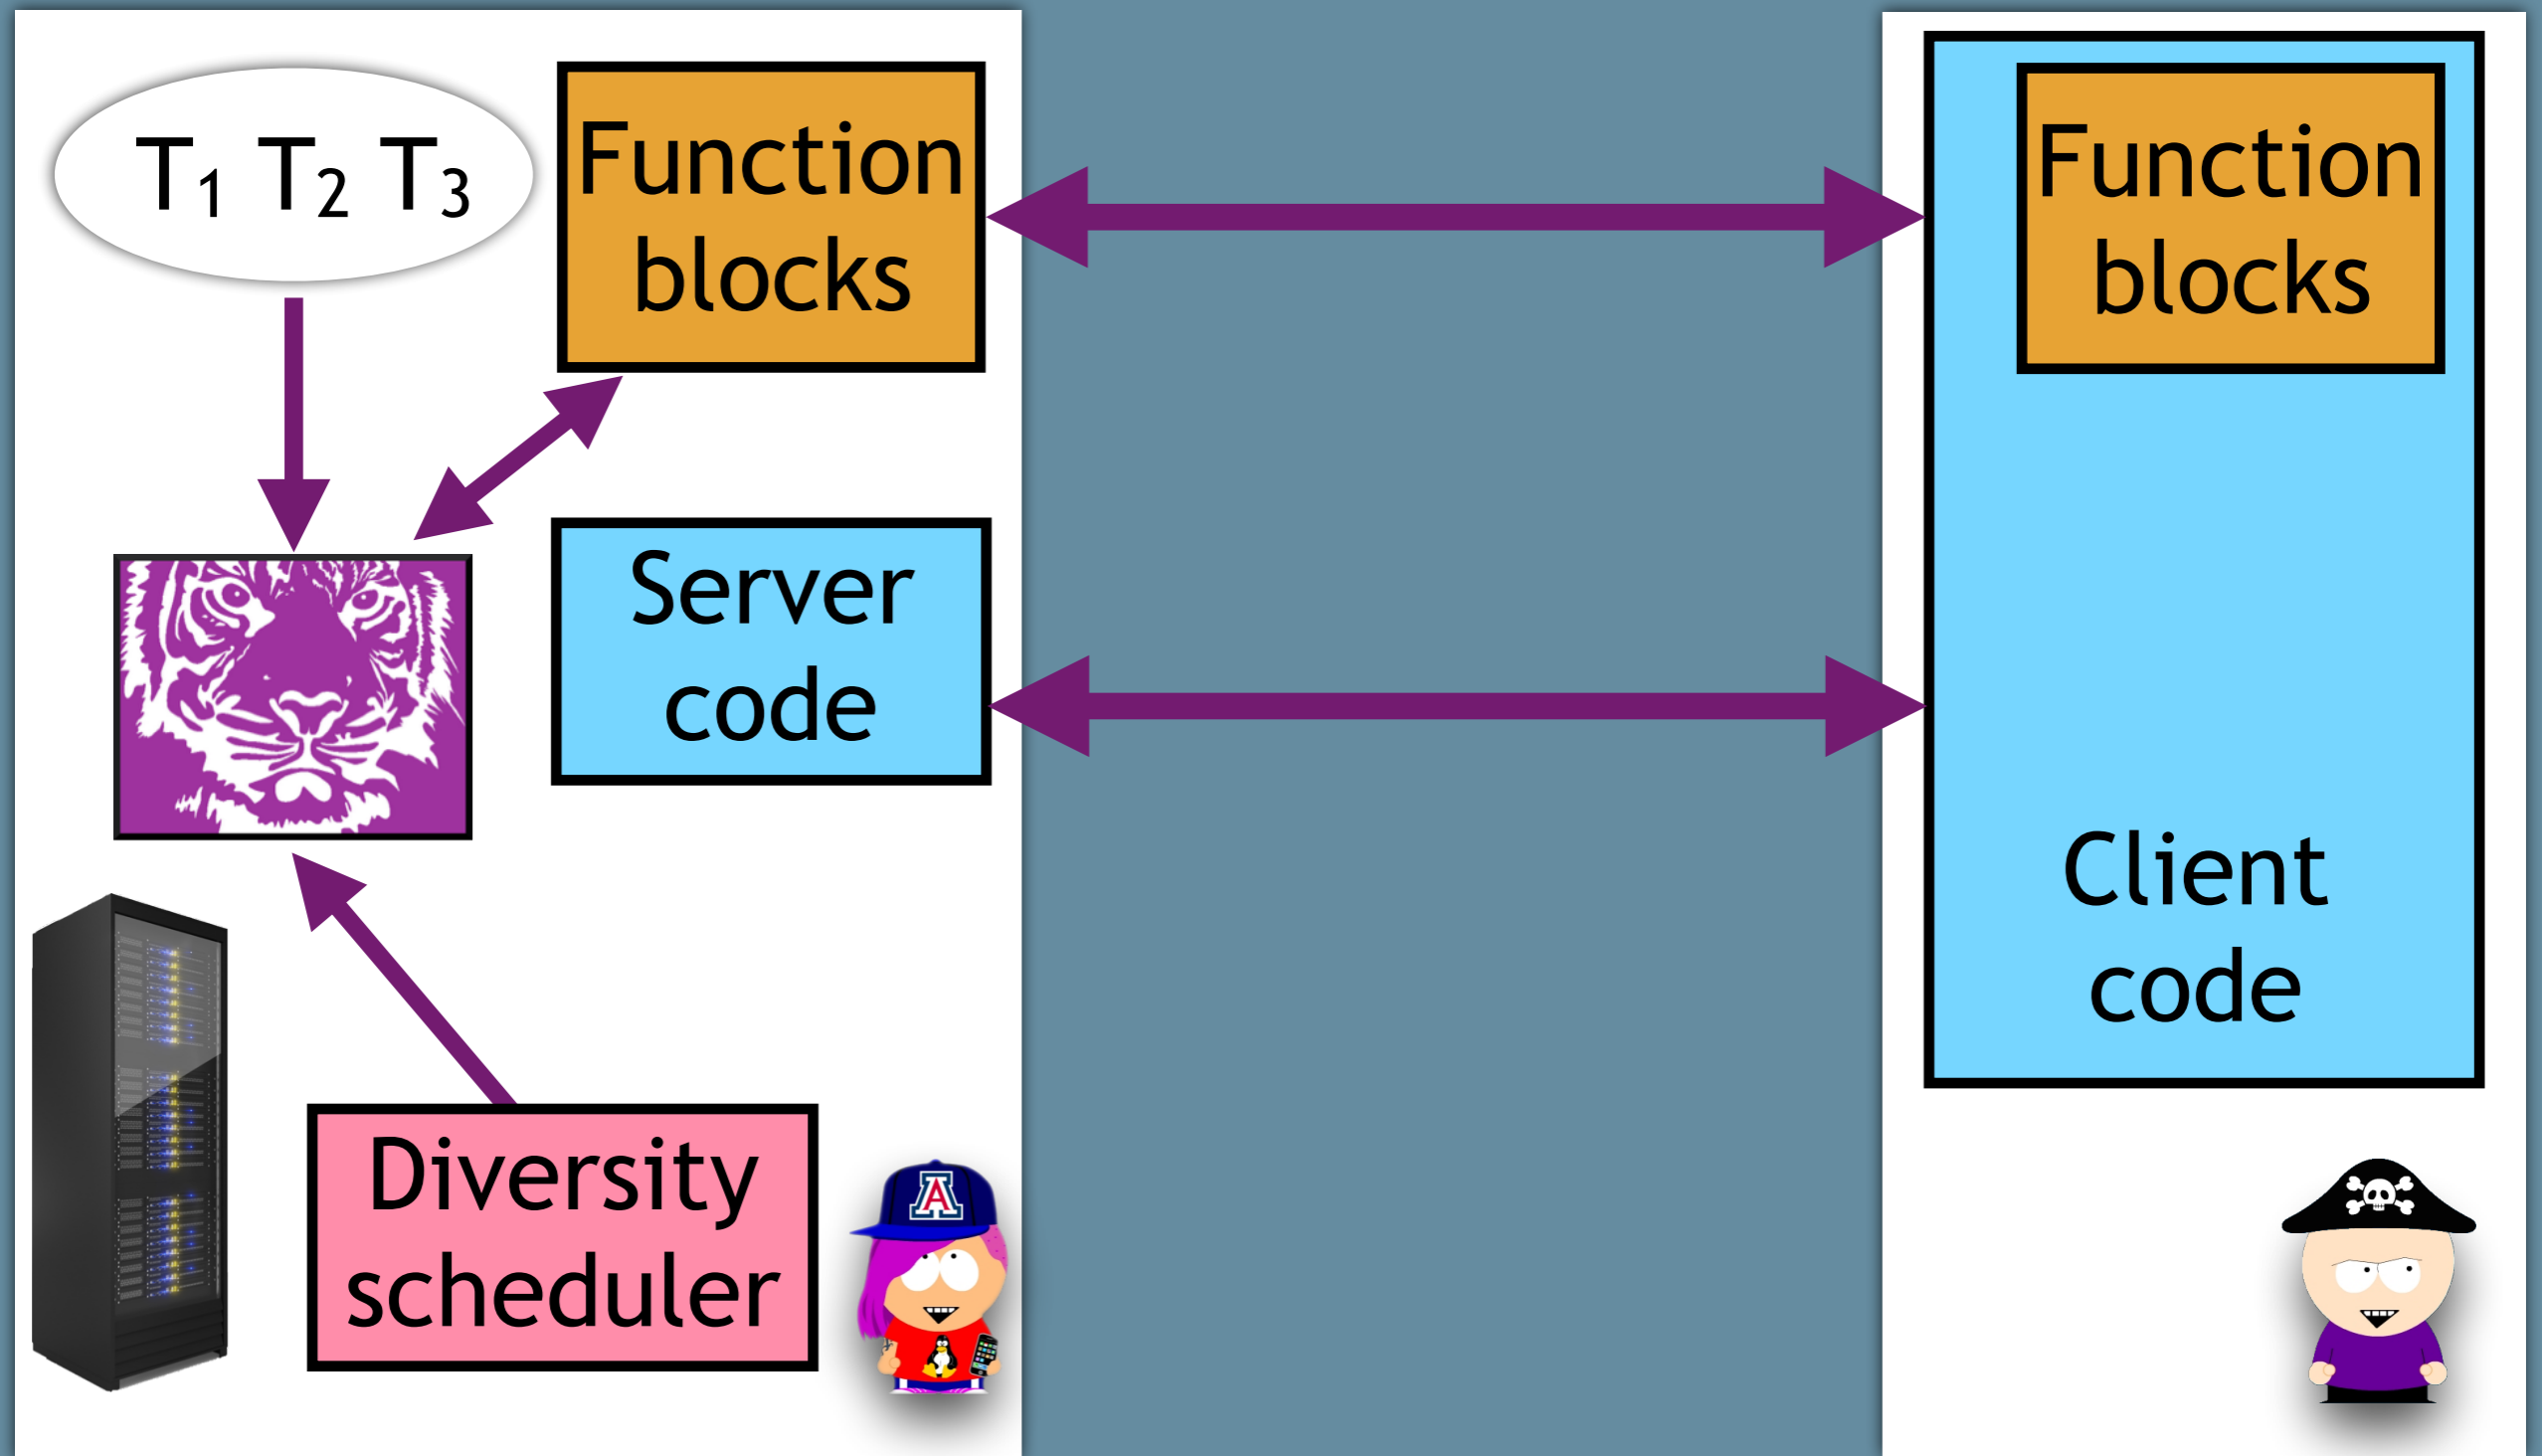 T₁ T₂ T₃
Function
blocks
Server
code
Diversity
scheduler
A
Function
blocks
Client
code